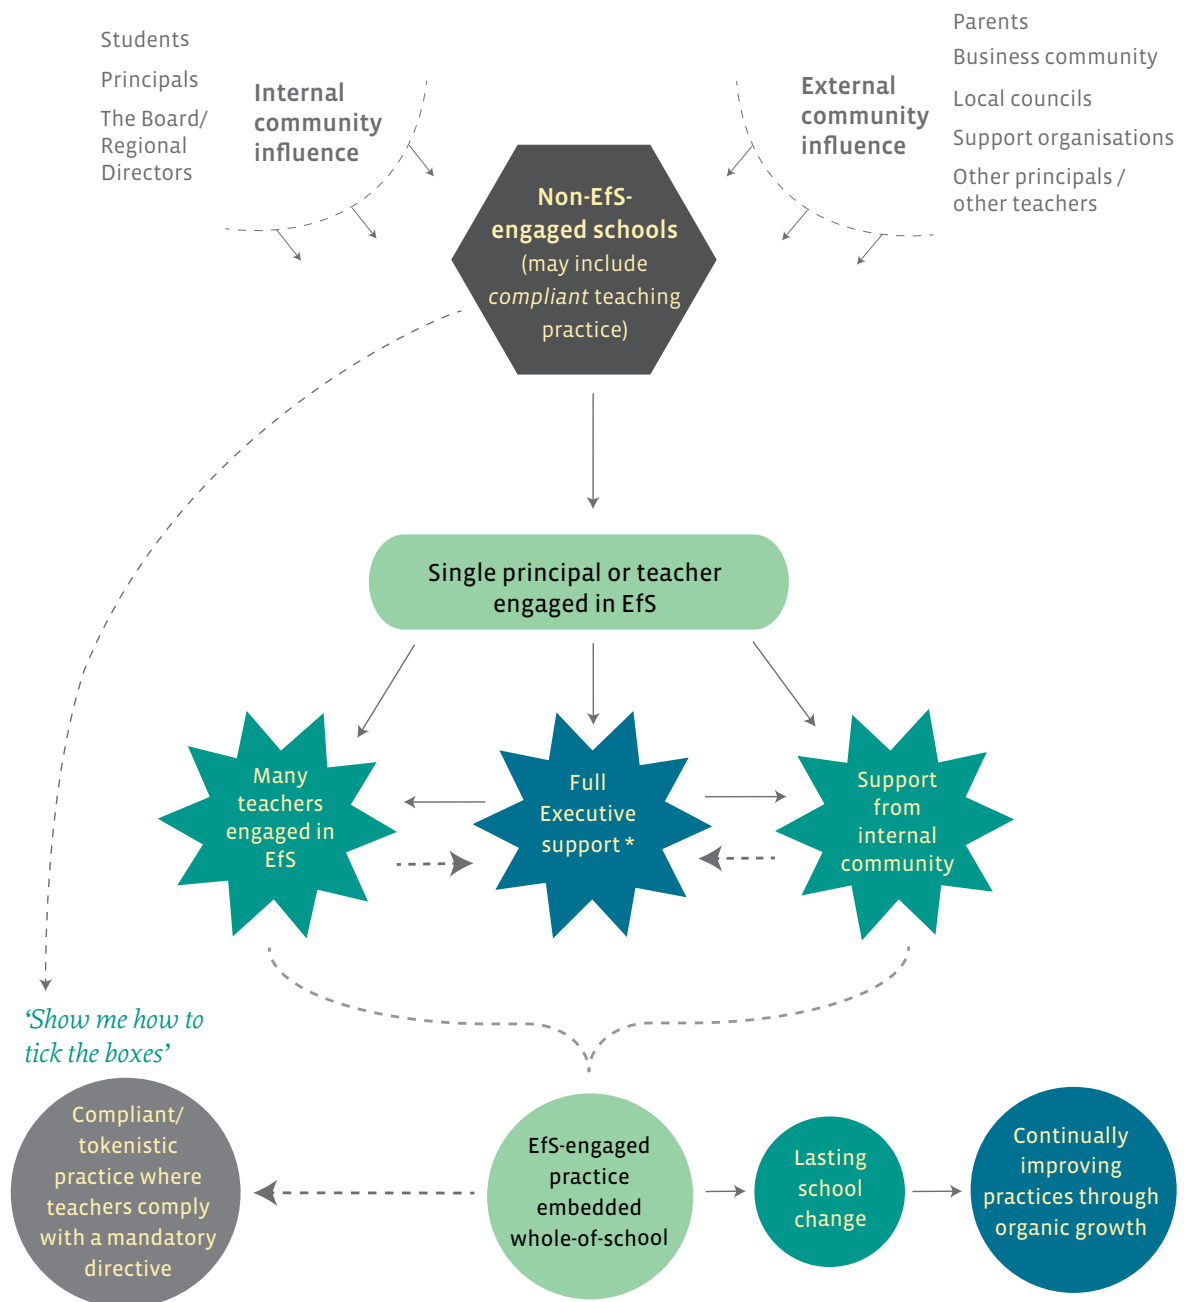 Students
Principals
The Board/
Regional
Directors
Internal
community
influence
External
community
influence
Parents
Business community
Local councils
Support organisations
Other principals /
other teachers
Non-EfS-
engaged schools
(may include
compliant teaching
practice)
Single principal or teacher
engaged in EfS
Many
teachers
engaged in
EfS
Full
Executive
support *
Support
from
internal
community
‘Show me how to
tick the boxes’
Compliant/
tokenistic
practice where
teachers comply
with a mandatory
directive
EfS-engaged
practice
embedded
whole-of-school
Lasting
school
change
Continually
improving
practices through
organic growth